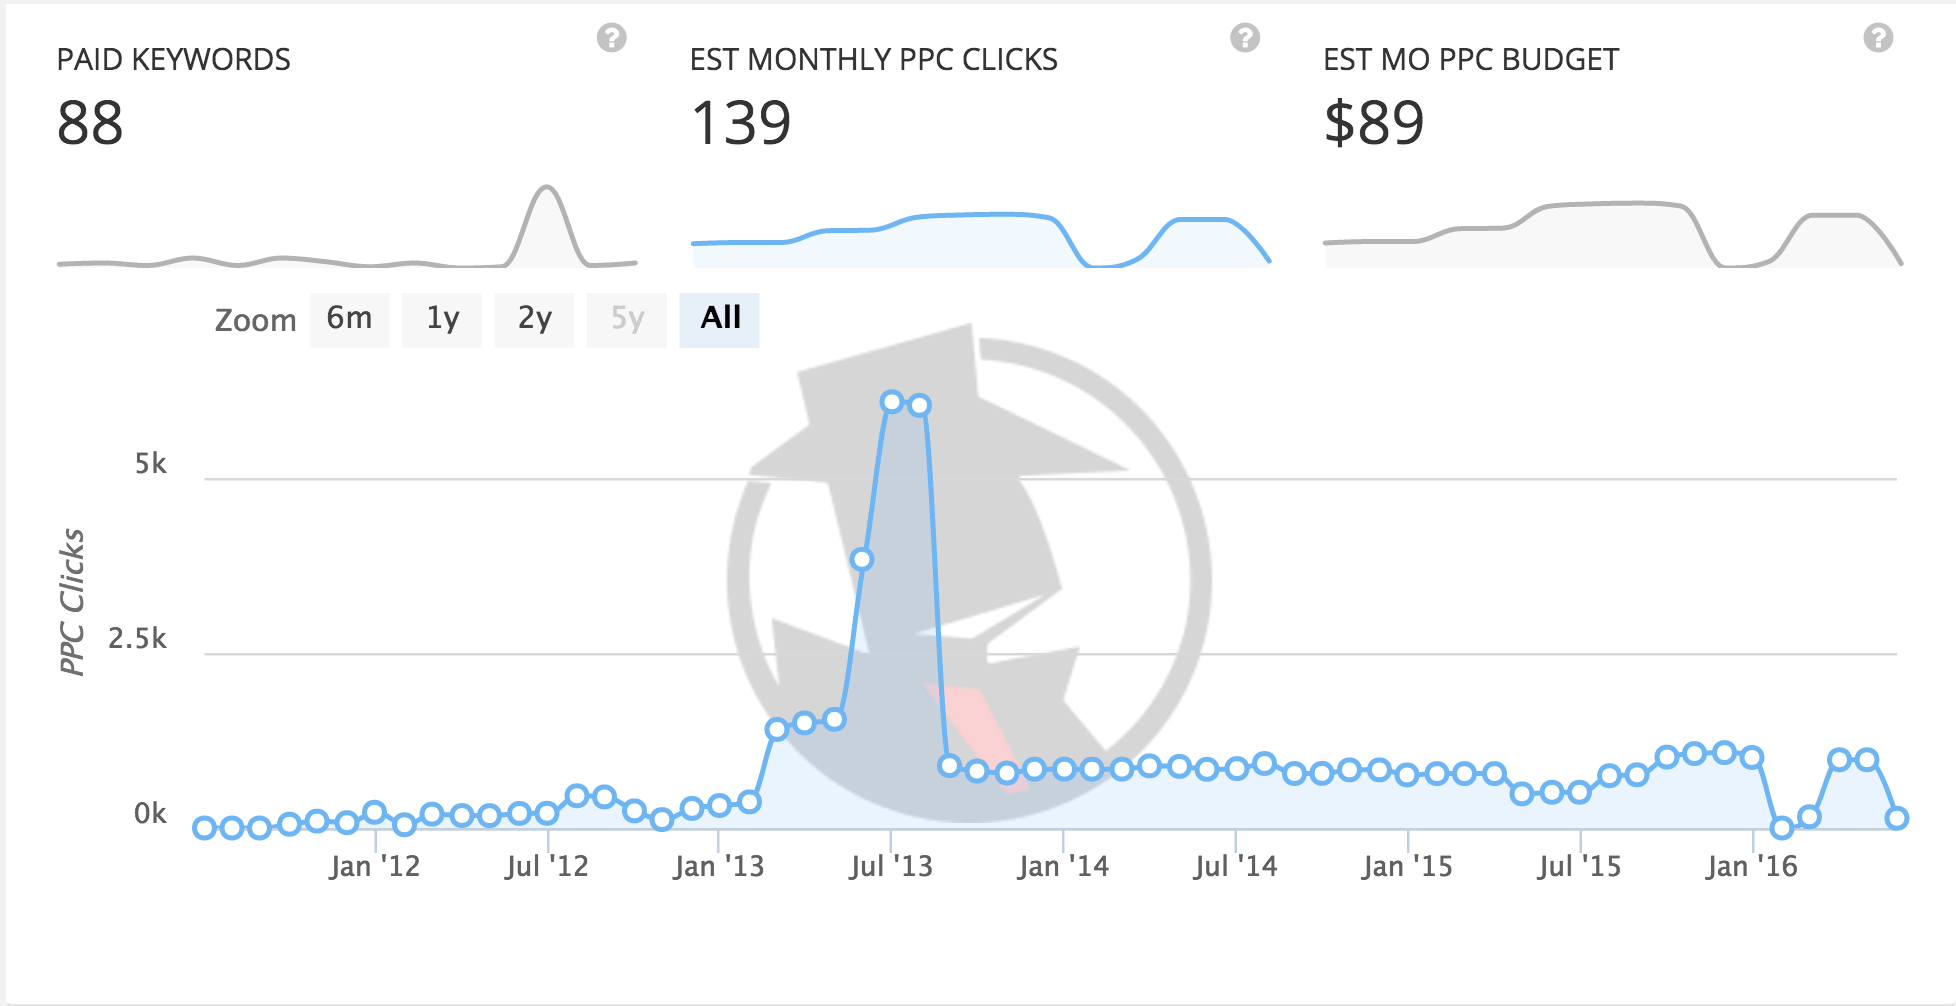 PAID KEYWORDS
?
88
EST MONTHLY PPC CLICKS
?
139
EST MO PPC BUDGET
?
$89
Zoom 6m 1y 2y 5y All
5k
2.5k
0k
PPC Clicks
Jan '12 Jul '12 Jan '13 Jul '13 Jan '14 Jul '14 Jan '15 Jul '15 Jan '16